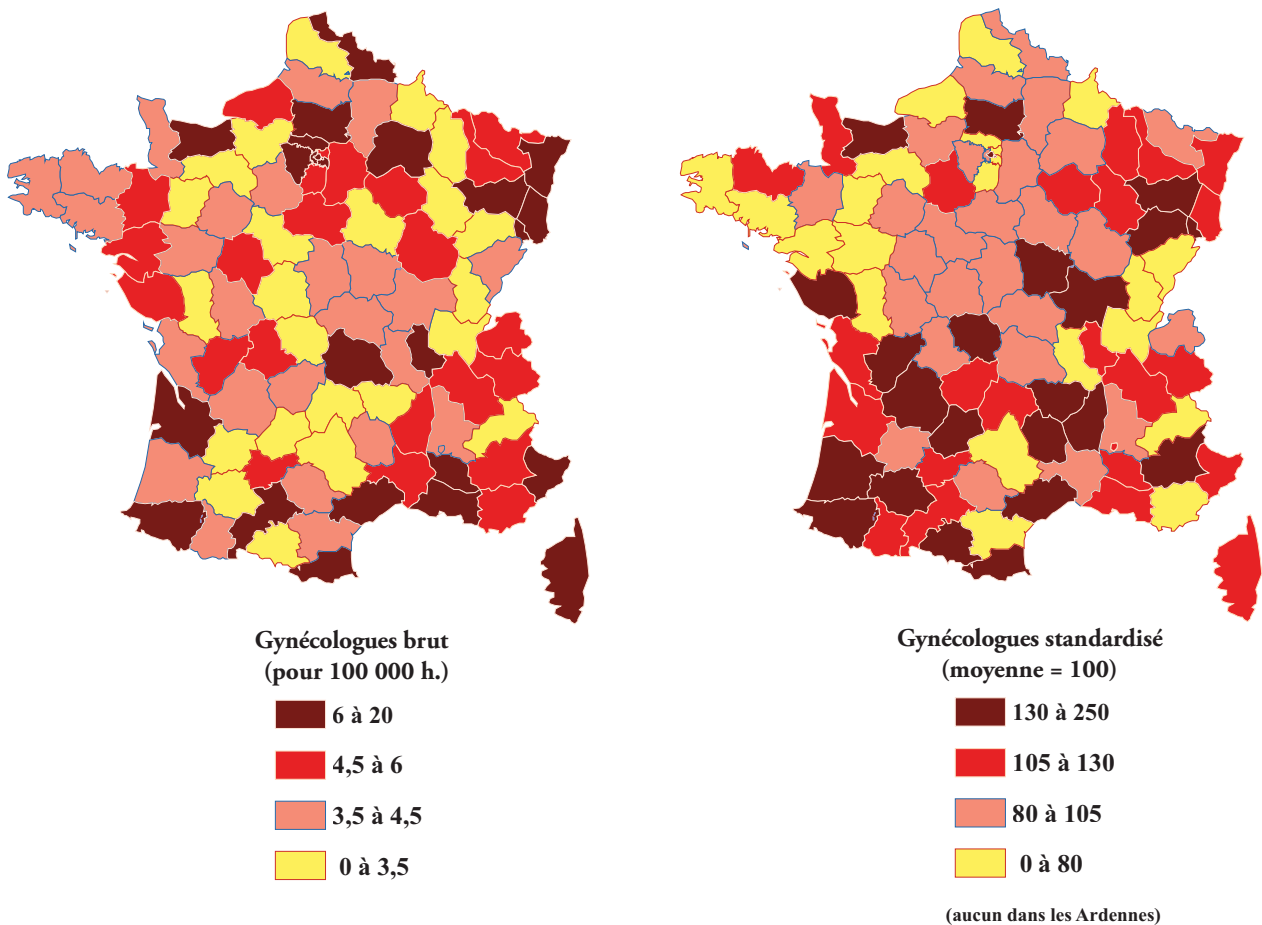 Gynécologues brut
(pour 100 000 h.)
6 à 20
4,5 à 6
3,5 à 4,5
0 à 3,5
Gynécologues standardisé
(moyenne = 100)
130 à 250
105 à 130
80 à 105
0 à 80
(aucun dans les Ardennes)